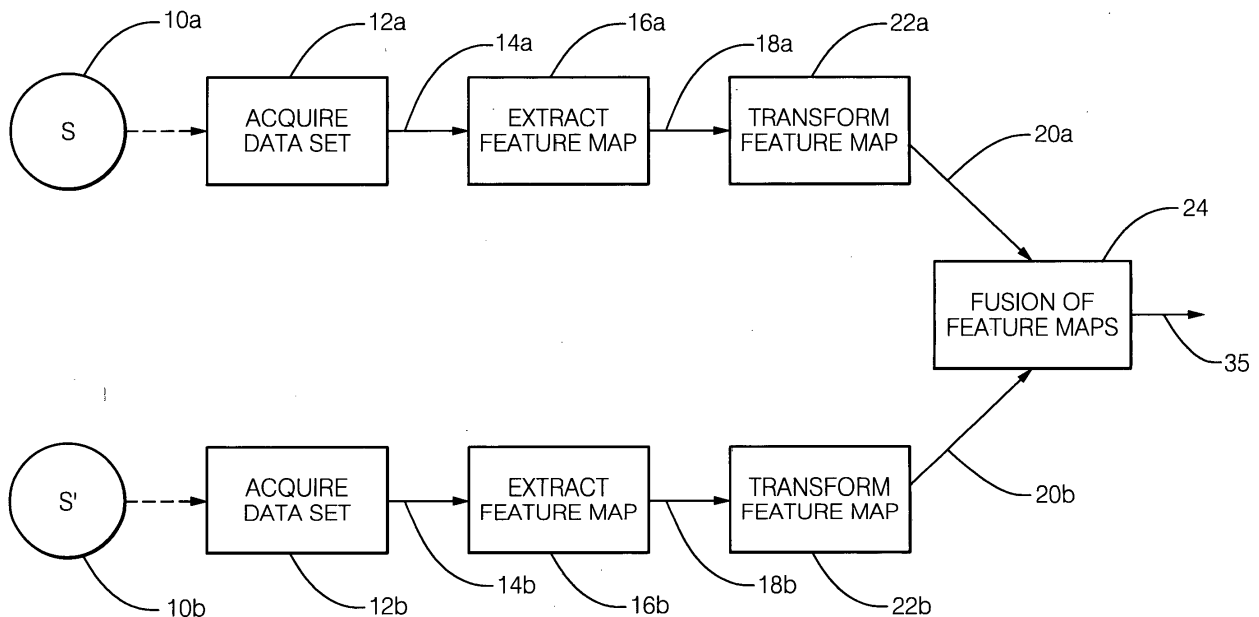 10a
12a
14a
16a
18a
22a
S
ACQUIRE
DATA SET
EXTRACT
FEATURE MAP
TRANSFORM
FEATURE MAP
20a
24
FUSION OF
FEATURE MAPS
35
S'
ACQUIRE
DATA SET
EXTRACT
FEATURE MAP
TRANSFORM
FEATURE MAP
20b
10b
12b
14b
16b
18b
22b